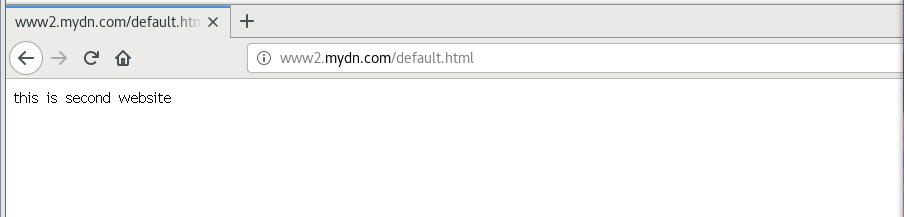 www2.mydn.com/default.htm
www2.mydn.com/default.html
this is second website